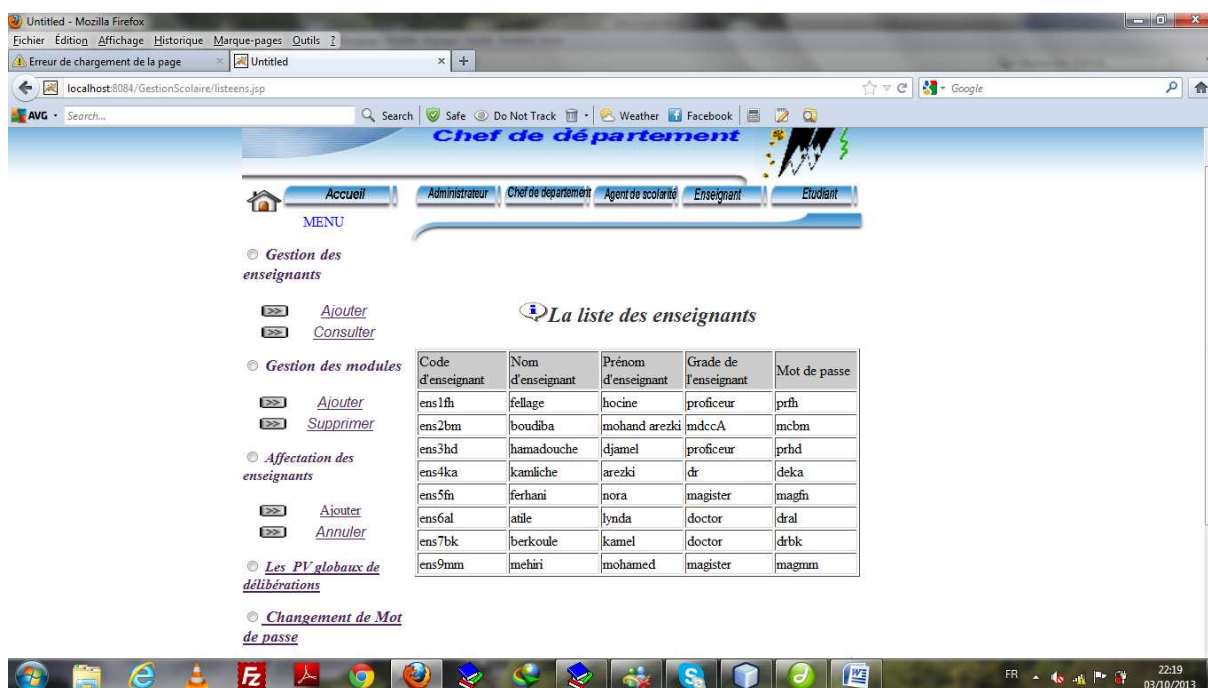 Untitled - Mozilla Firefox
Fichier Édition Affichage Historique Marque-pages Outils ?
Erreur de chargement de la page
Untitled
localhost:8084/GestionScolaire/listeens.jsp
Google
AVG
Search...
Search
Safe
Do Not Track
Weather
Facebook
Chef de département
Accueil
Administrateur
Chef de departement
Agent de scolarité
Enseignant
Etudiant
MENU
Gestion des
enseignants
Ajouter
Consulter
Gestion des modules
Ajouter
Supprimer
Affectation des
enseignants
Ajouter
Annuler
Les PV globaux de
délibérations
Changement de Mot
de passe
La liste des enseignants
Code d'enseignant Nom d'enseignant Prénom d'enseignant Grade de l'enseignant Mot de passe
ens1fh fellage hocine proficeur prfh
ens2bm boudiba mohand arezki mdccA mcbm
ens3hd hamadouche djamel proficeur prhd
ens4ka kamliche arezki dr deka
ens5fn ferhani nora magister magfn
ens6al atile lynda doctor dral
ens7bk berkoule kamel doctor drbk
ens9mm mehiri mohamed magister magmm
FR
22:19
03/10/2013